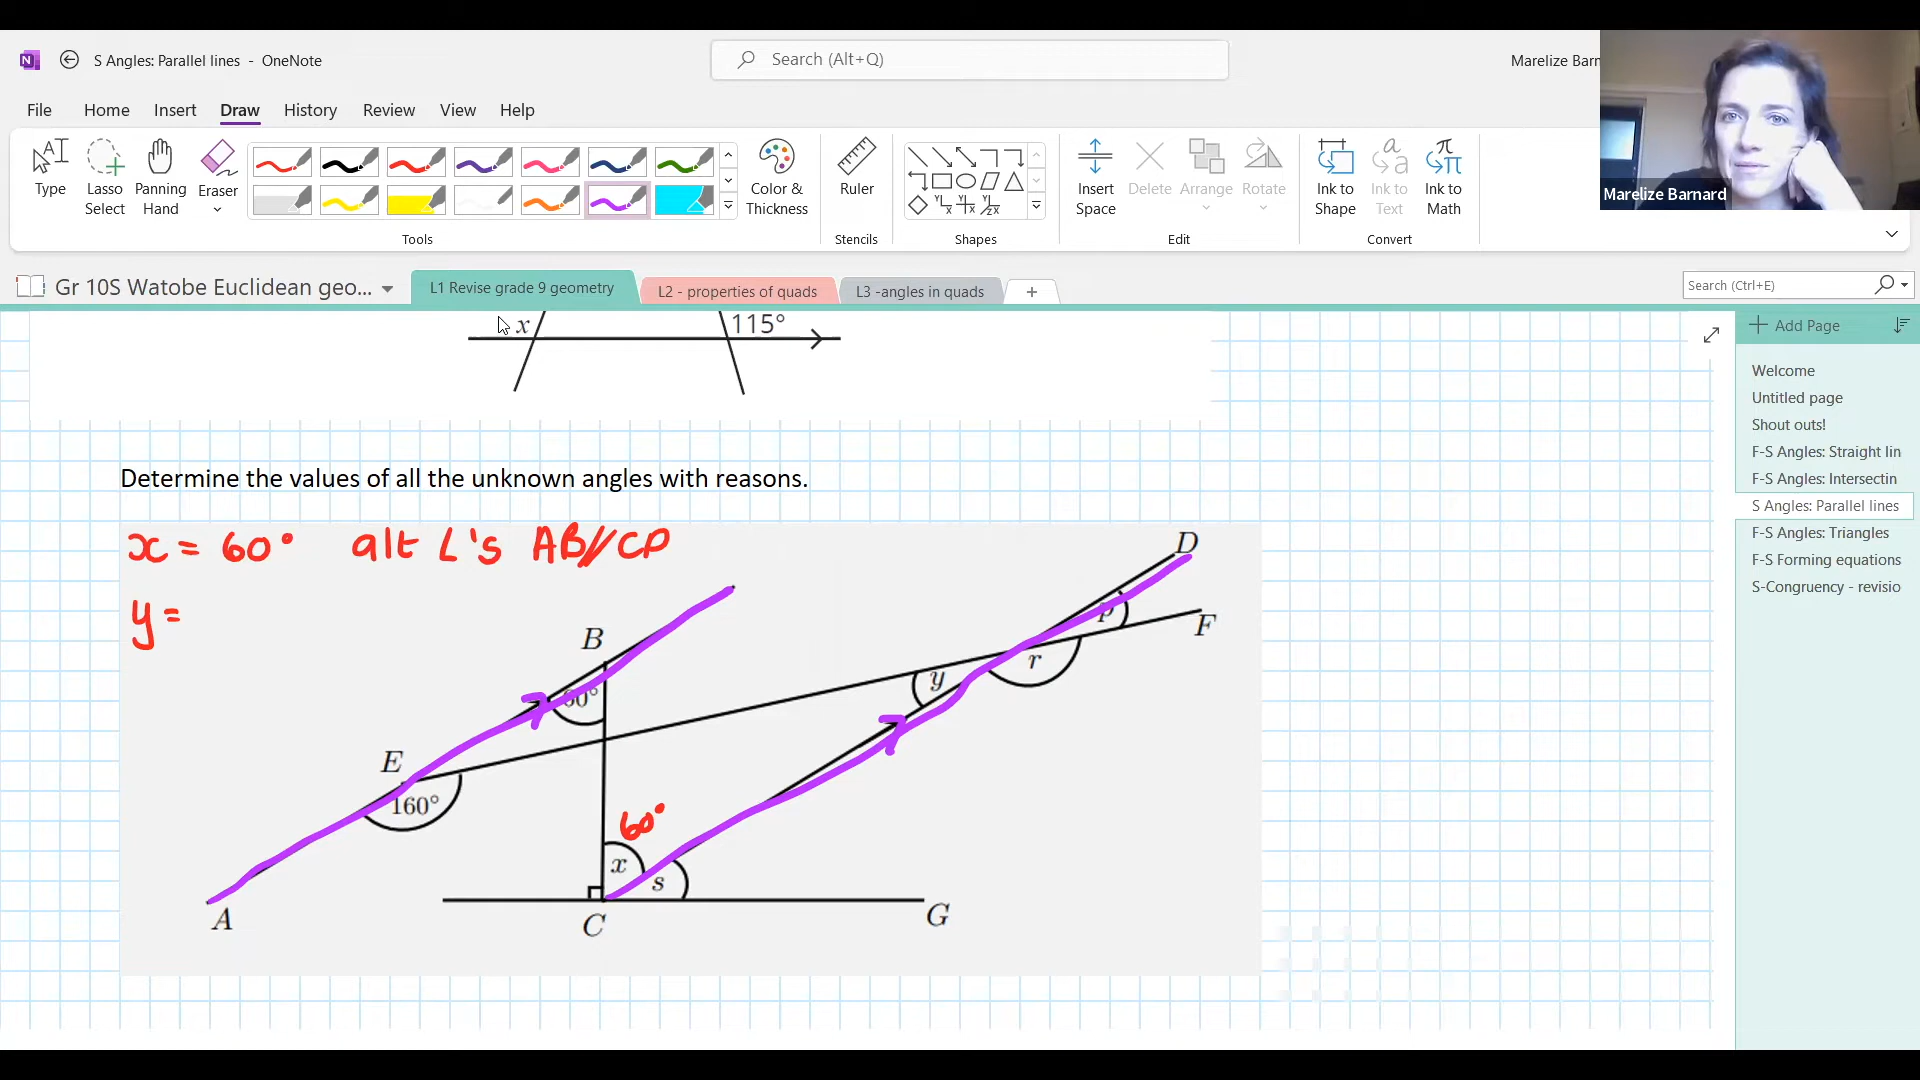 S Angles: Parallel lines - OneNote
Search (Alt+Q)
File Home Insert Draw History Review View Help
Type
Lasso Select
Panning Hand
Eraser
Color & Thickness
Ruler
Insert Space
Delete
Arrange
Rotate
Ink to Shape
Ink to Text
Ink to Math
Marelize Barnard
Tools
Stencils
Shapes
Edit
Convert
Gr 10S Watobe Euclidean geo...
L1 Revise grade 9 geometry
L2 - properties of quads
L3 -angles in quads
Search (Ctrl+E)
Add Page
Welcome
Untitled page
Shout outs!
F-S Angles: Straight lin
F-S Angles: Intersectin
S Angles: Parallel lines
F-S Angles: Triangles
F-S Forming equations
S-Congruency - revisio
x
115°
Determine the values of all the unknown angles with reasons.
x = 60° alt L's AB//CD
y =
D
p
F
B
60°
r
y
E
160°
60°
x
s
A
C
G